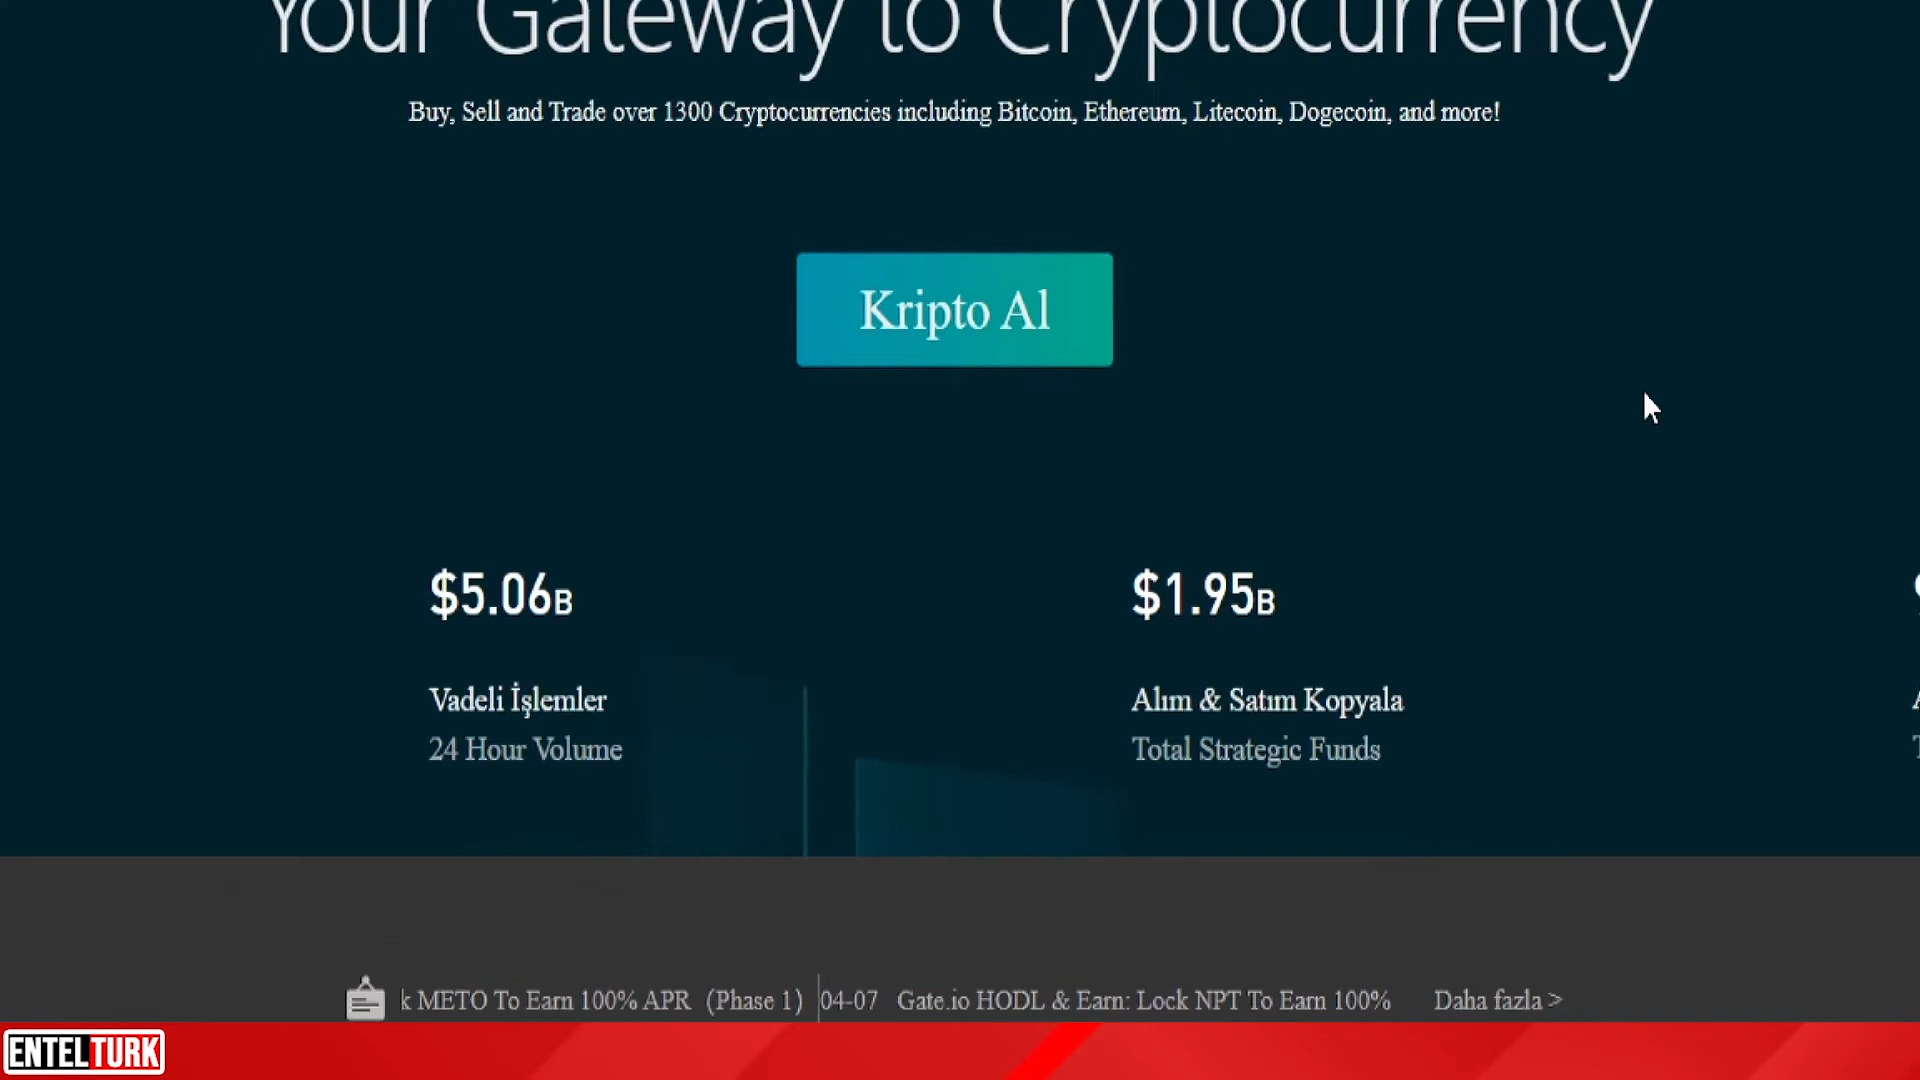 Your Gateway to Cryptocurrency
Buy, Sell and Trade over 1300 Cryptocurrencies including Bitcoin, Ethereum, Litecoin, Dogecoin, and more!
Kripto Al
$5.06B
$1.95B
Vadeli İşlemler
Alım & Satım Kopyala
24 Hour Volume
Total Strategic Funds
k METO To Earn 100% APR (Phase 1)
04-07 Gate.io HODL & Earn: Lock NPT To Earn 100%
Daha fazla >
ENTELTURK